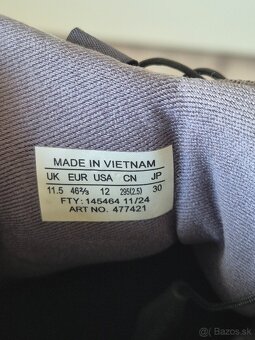 MADE IN VIETNAM
UK EUR USA CN JP
11.5 46⅔ 12 295(2.5) 30
FTY: 145464 11/24
ART NO. 477421
Bazos.sk